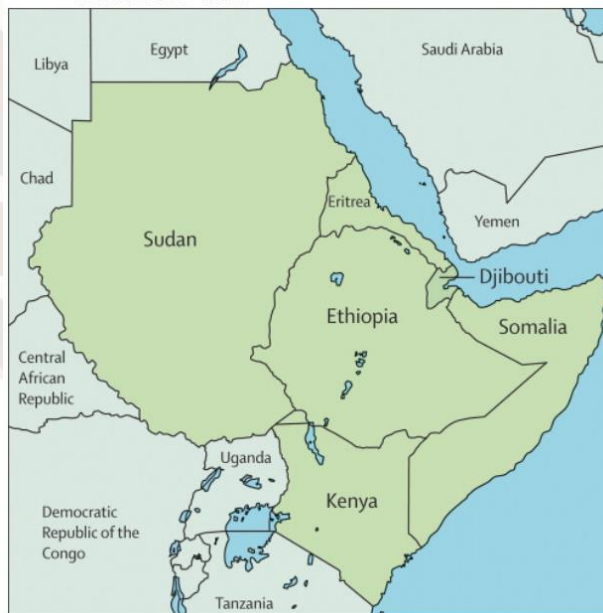 Libya
Egypt
Saudi Arabia
Chad
Eritrea
Yemen
Sudan
Djibouti
Ethiopia
Somalia
Central
African
Republic
Uganda
Kenya
Democratic
Republic of the
Congo
Tanzania